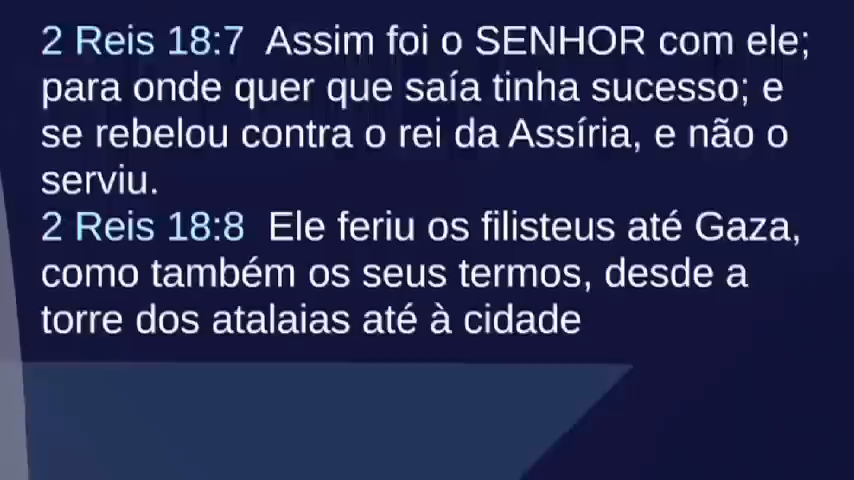 2 Reis 18:7 Assim foi o SENHOR com ele;
para onde quer que saía tinha sucesso; e
se rebelou contra o rei da Assíria, e não o
serviu.
2 Reis 18:8 Ele feriu os filisteus até Gaza,
como também os seus termos, desde a
torre dos atalaias até à cidade